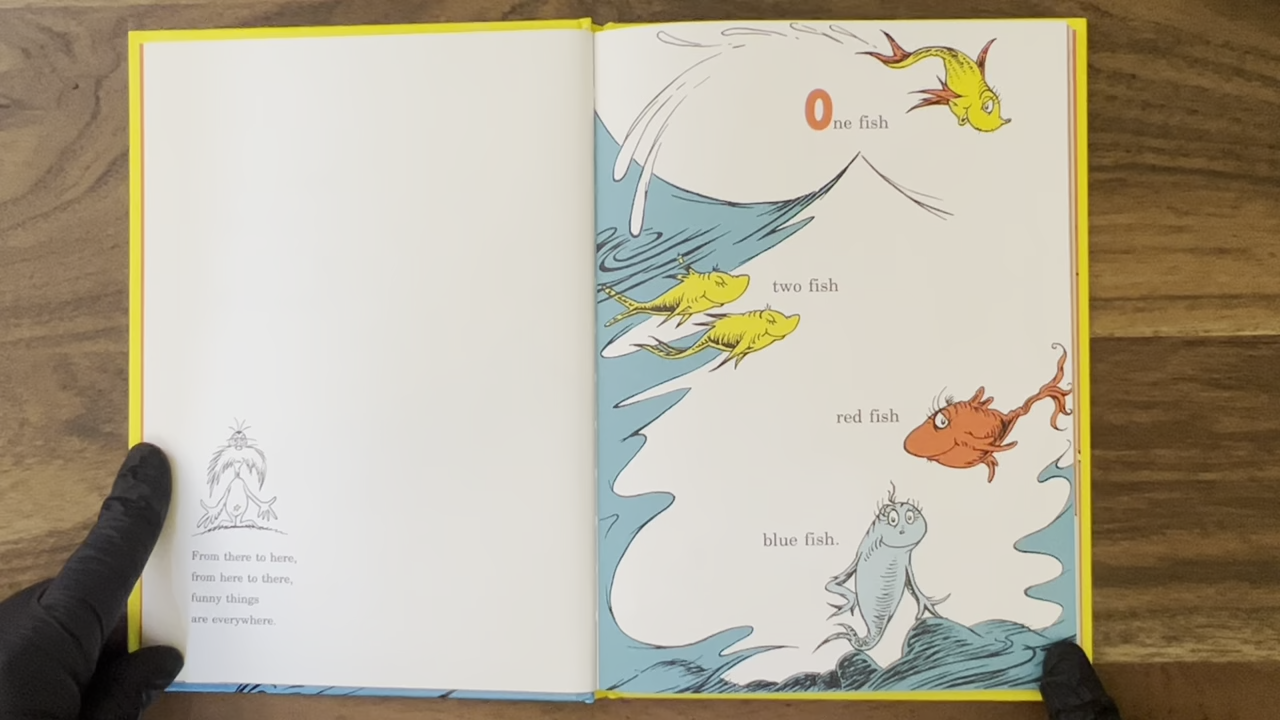 From there to here,
from here to there,
funny things
are everywhere.
One fish
two fish
red fish
blue fish.